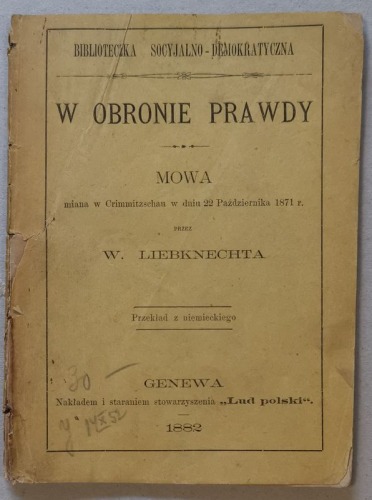 BIBLIOTECZKA SOCYJALNO-DEMOKRATYCZNA
W OBRONIE PRAWDY
MOWA
miana w Crimmitzschau w dniu 22 Października 1871 r.
PRZEZ
W. LIEBKNECHTA
Przekład z niemieckiego
30 —
GENEWA
Nakładem i staraniem stowarzyszenia „Lud polski“.
1882